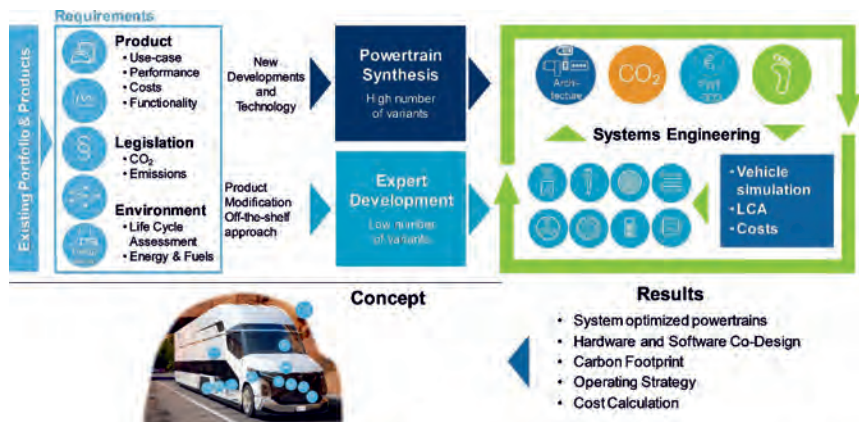 Requirements
Existing Portfolio & Products
Product
• Use-case
• Performance
• Costs
• Functionality
Legislation
• CO₂
• Emissions
Environment
• Life Cycle
Assessment
• Energy & Fuels
New
Developments
and
Technology
Product
Modification
Off-the-shelf
approach
Powertrain
Synthesis
High number
of variants
Expert
Development
Low number
of variants
Archi-
tecture
CO₂
Systems Engineering
• Vehicle
simulation
• LCA
• Costs
Concept
Results
• System optimized powertrains
• Hardware and Software Co-Design
• Carbon Footprint
• Operating Strategy
• Cost Calculation